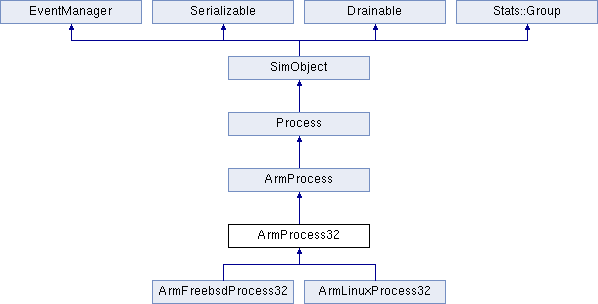 EventManager Serializable Drainable Stats::Group
SimObject
Process
ArmProcess
ArmProcess32
ArmFreebsdProcess32 ArmLinuxProcess32